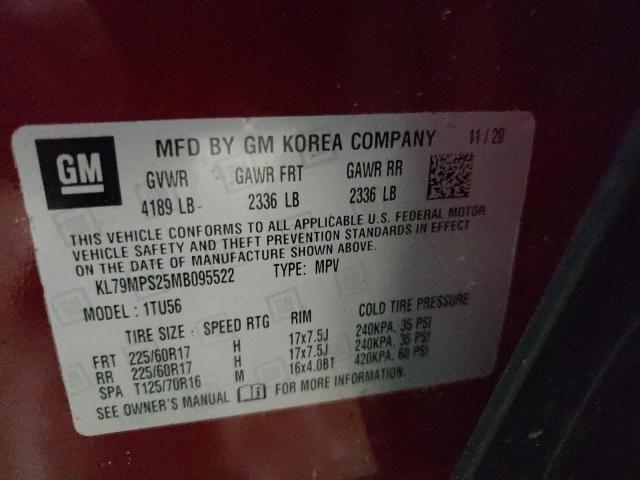 GM
MFD BY GM KOREA COMPANY 11/20
GVWR GAWR FRT GAWR RR
4189 LB 2336 LB 2336 LB
THIS VEHICLE CONFORMS TO ALL APPLICABLE U.S. FEDERAL MOTOR
VEHICLE SAFETY AND THEFT PREVENTION STANDARDS IN EFFECT
ON THE DATE OF MANUFACTURE SHOWN ABOVE.
KL79MPS25MB095522 TYPE: MPV
MODEL: 1TU56
TIRE SIZE SPEED RTG RIM COLD TIRE PRESSURE
FRT 225/60R17 H 17x7.5J 240KPA, 35 PSI
RR 225/60R17 H 17x7.5J 240KPA, 35 PSI
SPA T125/70R16 M 16x4.0BT 420KPA, 60 PSI
SEE OWNER'S MANUAL FOR MORE INFORMATION.